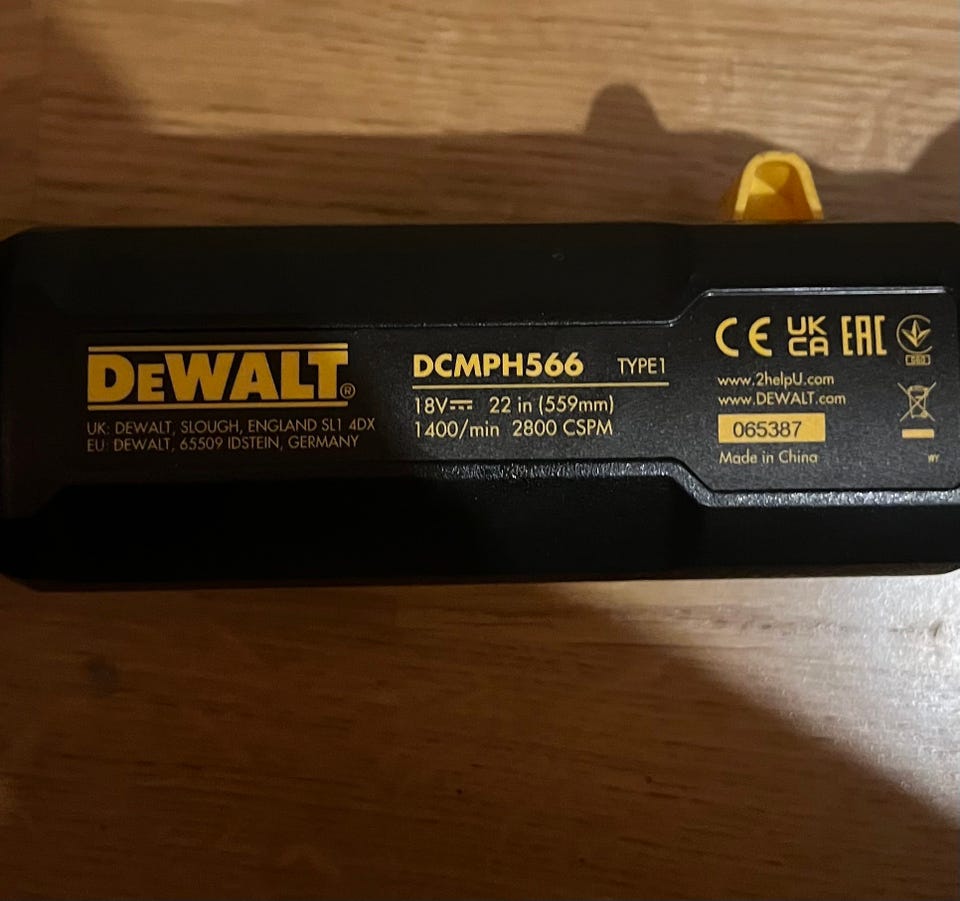 DEWALT®
UK: DEWALT, SLOUGH, ENGLAND SL1 4DX
EU: DEWALT, 65509 IDSTEIN, GERMANY
DCMPH566 TYPE1
18V⎓ 22 in (559mm)
1400/min 2800 CSPM
CE UK CA EAC
www.2helpU.com
www.DEWALT.com
065387
Made in China
WY